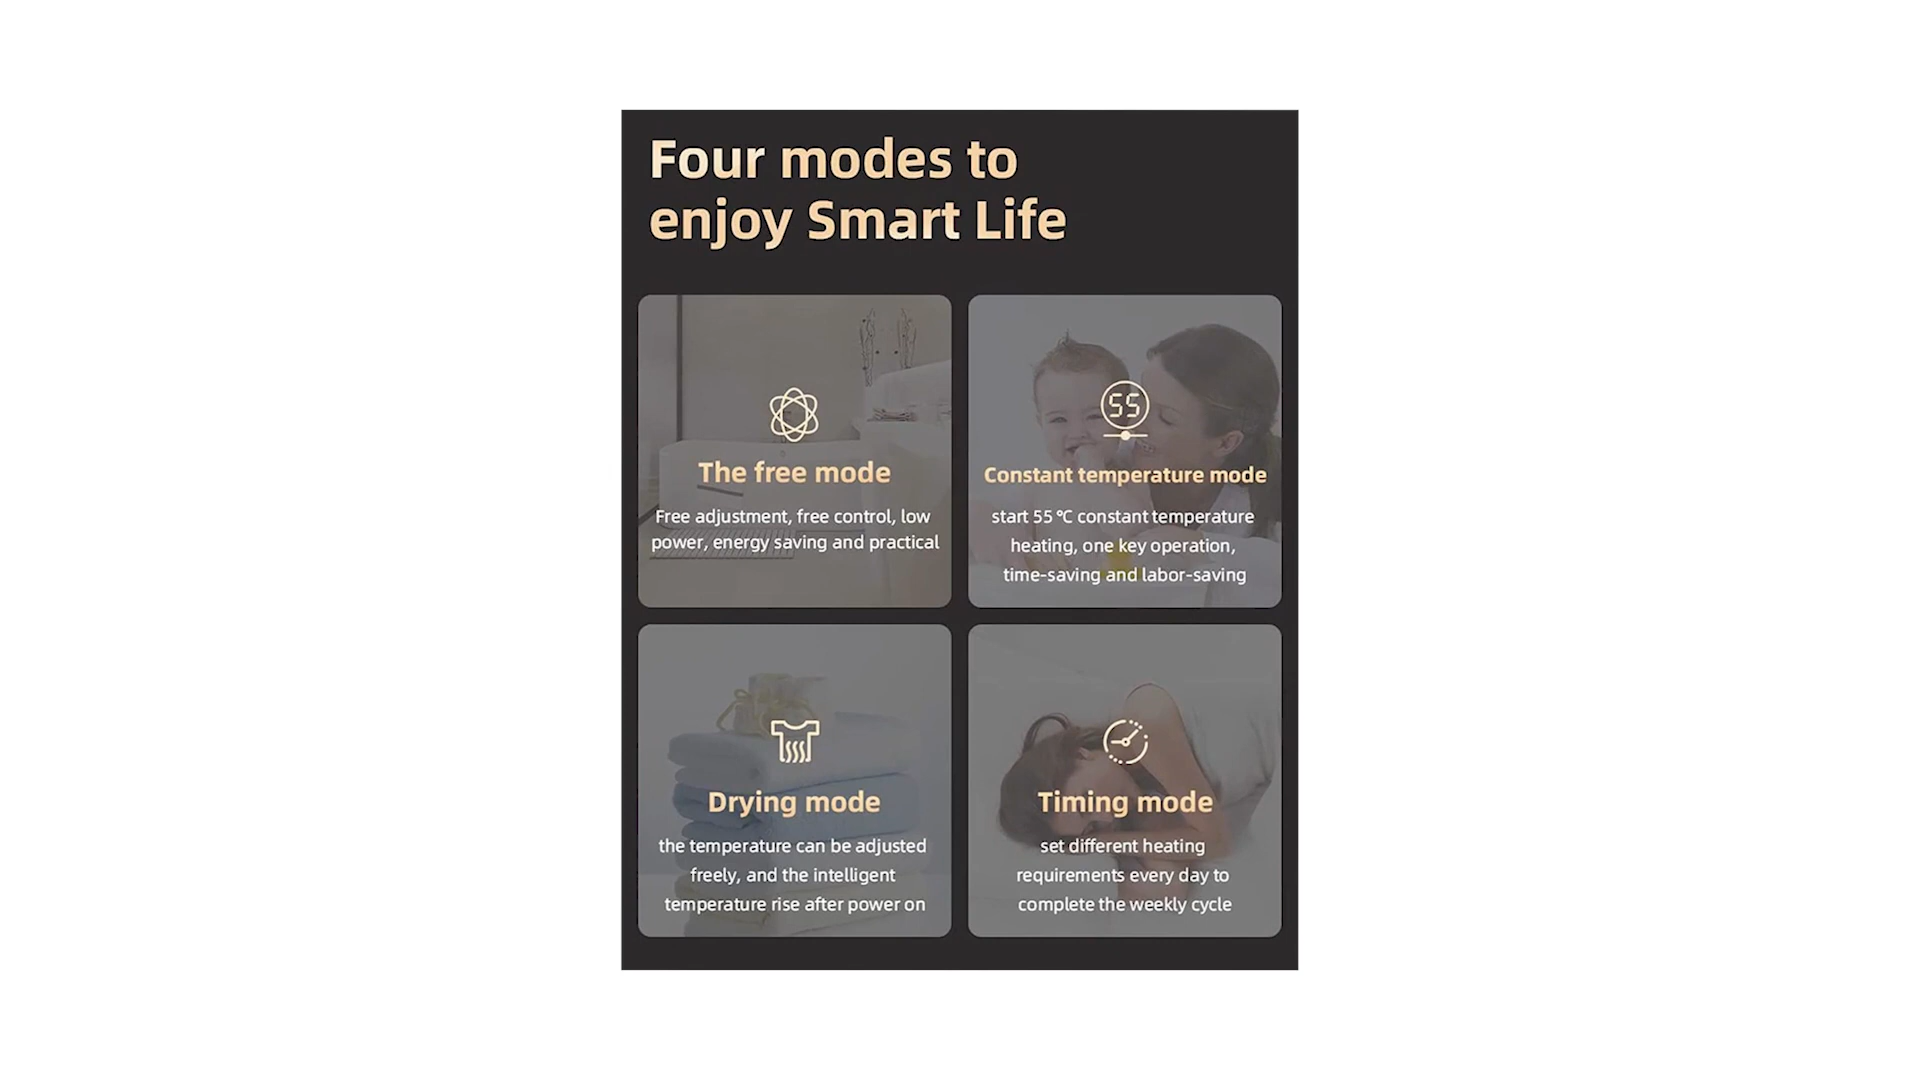 Four modes to
enjoy Smart Life
The free mode
Free adjustment, free control, low
power, energy saving and practical
55
Constant temperature mode
start 55 ℃ constant temperature
heating, one key operation,
time-saving and labor-saving
Drying mode
the temperature can be adjusted
freely, and the intelligent
temperature rise after power on
Timing mode
set different heating
requirements every day to
complete the weekly cycle